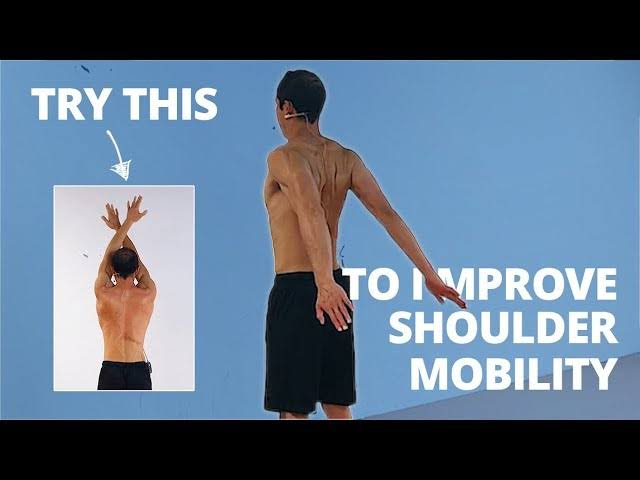 TRY THIS
TO IMPROVE
SHOULDER
MOBILITY